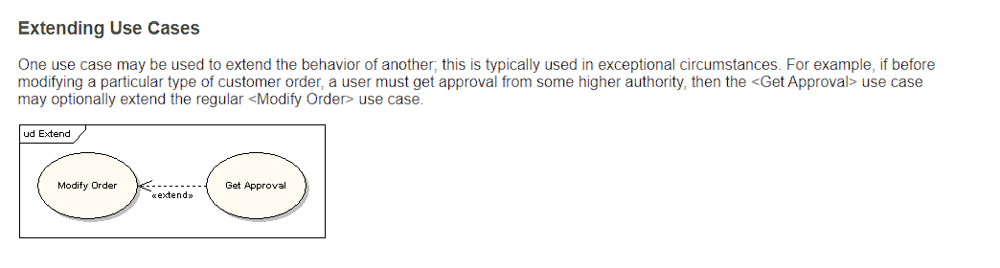 Extending Use Cases
One use case may be used to extend the behavior of another; this is typically used in exceptional circumstances. For example, if before
modifying a particular type of customer order, a user must get approval from some higher authority, then the <Get Approval> use case
may optionally extend the regular <Modify Order> use case.
ud Extend
Modify Order
Get Approval
«extend»